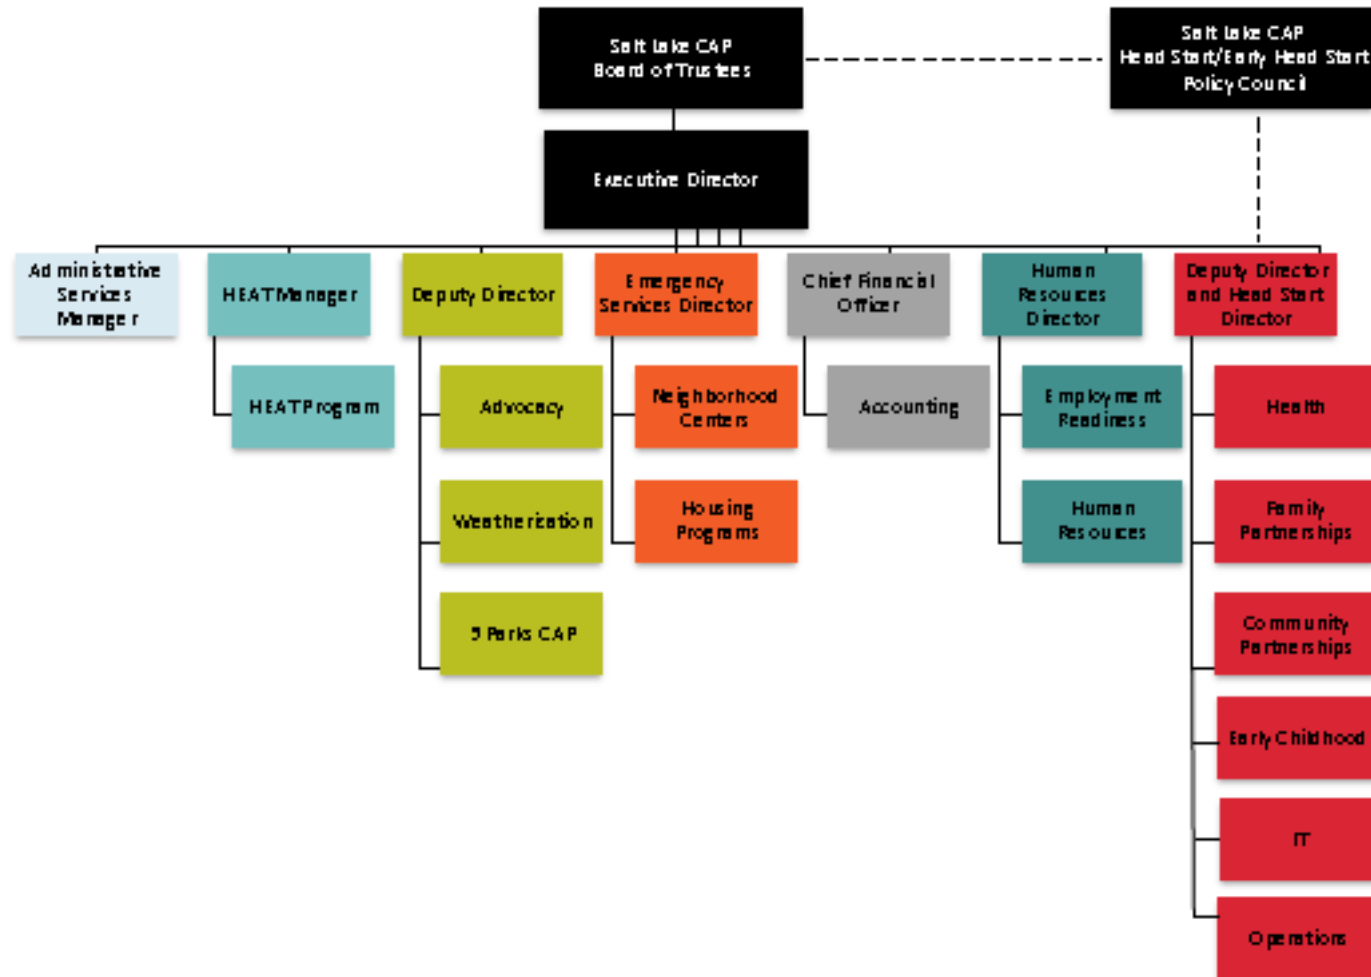 Salt Lake CAP
Board of Trustees
Salt Lake CAP
Head Start/Early Head Start
Policy Council
Executive Director
Administrative
Services
Manager
HEAT Manager
Deputy Director
Emergency
Services Director
Chief Financial
Officer
Human
Resources
Director
Deputy Director
and Head Start
Director
HEAT Program
Advocacy
Neighborhood
Centers
Accounting
Employment
Readiness
Health
Weatherization
Housing
Programs
Human
Resources
Family
Partnerships
Parks CAP
Community
Partnerships
Early Childhood
IT
Operations